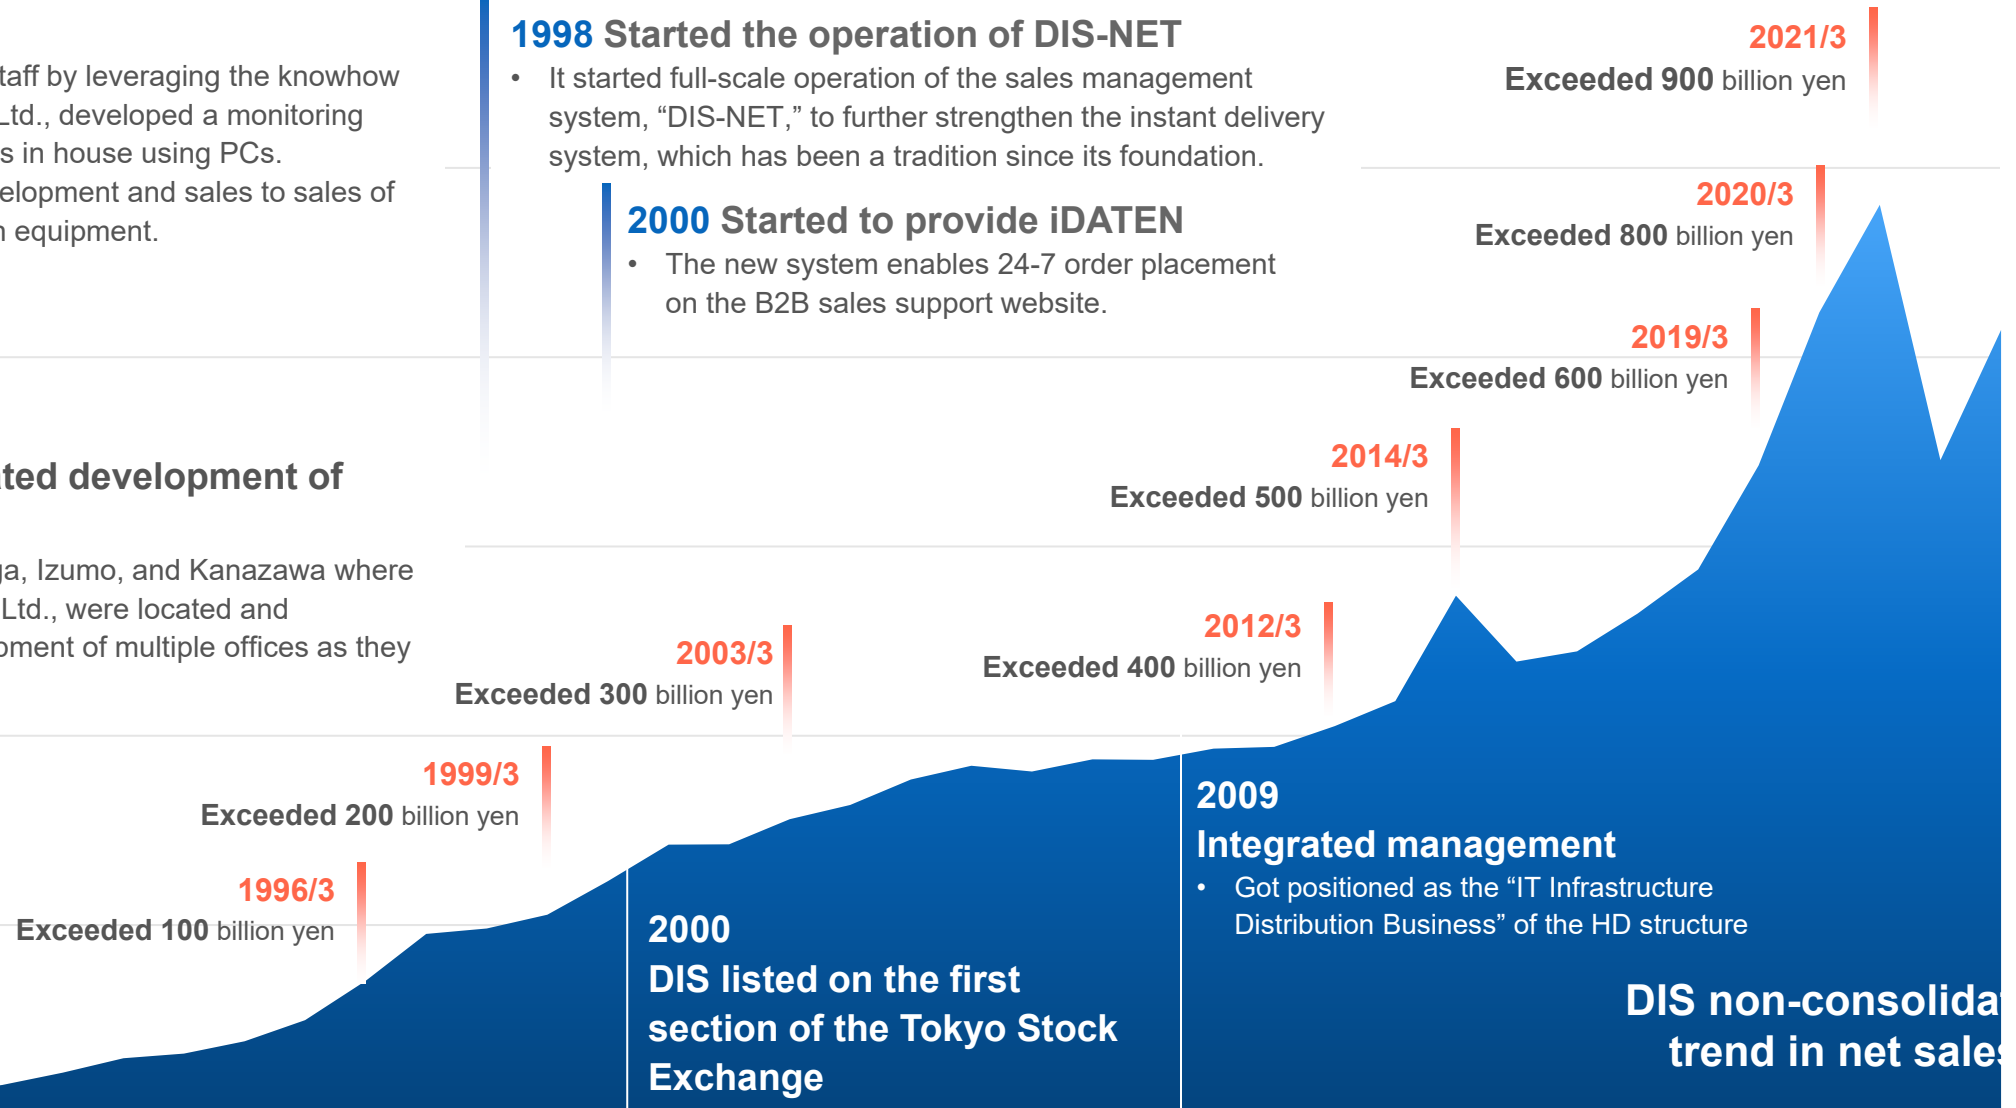 taff by leveraging the knowhow
Ltd., developed a monitoring
s in house using PCs.
elopment and sales to sales of
equipment.
ted development of
ga, Izumo, and Kanazawa where
Ltd., were located and
oment of multiple offices as they
1998 Started the operation of DIS-NET
• It started full-scale operation of the sales management
system, “DIS-NET,” to further strengthen the instant delivery
system, which has been a tradition since its foundation.
2000 Started to provide iDATEN
• The new system enables 24-7 order placement
on the B2B sales support website.
2021/3
Exceeded 900 billion yen
2020/3
Exceeded 800 billion yen
2019/3
Exceeded 600 billion yen
2014/3
Exceeded 500 billion yen
2012/3
Exceeded 400 billion yen
2003/3
Exceeded 300 billion yen
1999/3
Exceeded 200 billion yen
1996/3
Exceeded 100 billion yen
2000
DIS listed on the first
section of the Tokyo Stock
Exchange
2009
Integrated management
• Got positioned as the “IT Infrastructure
Distribution Business” of the HD structure
DIS non-consolida
trend in net sales